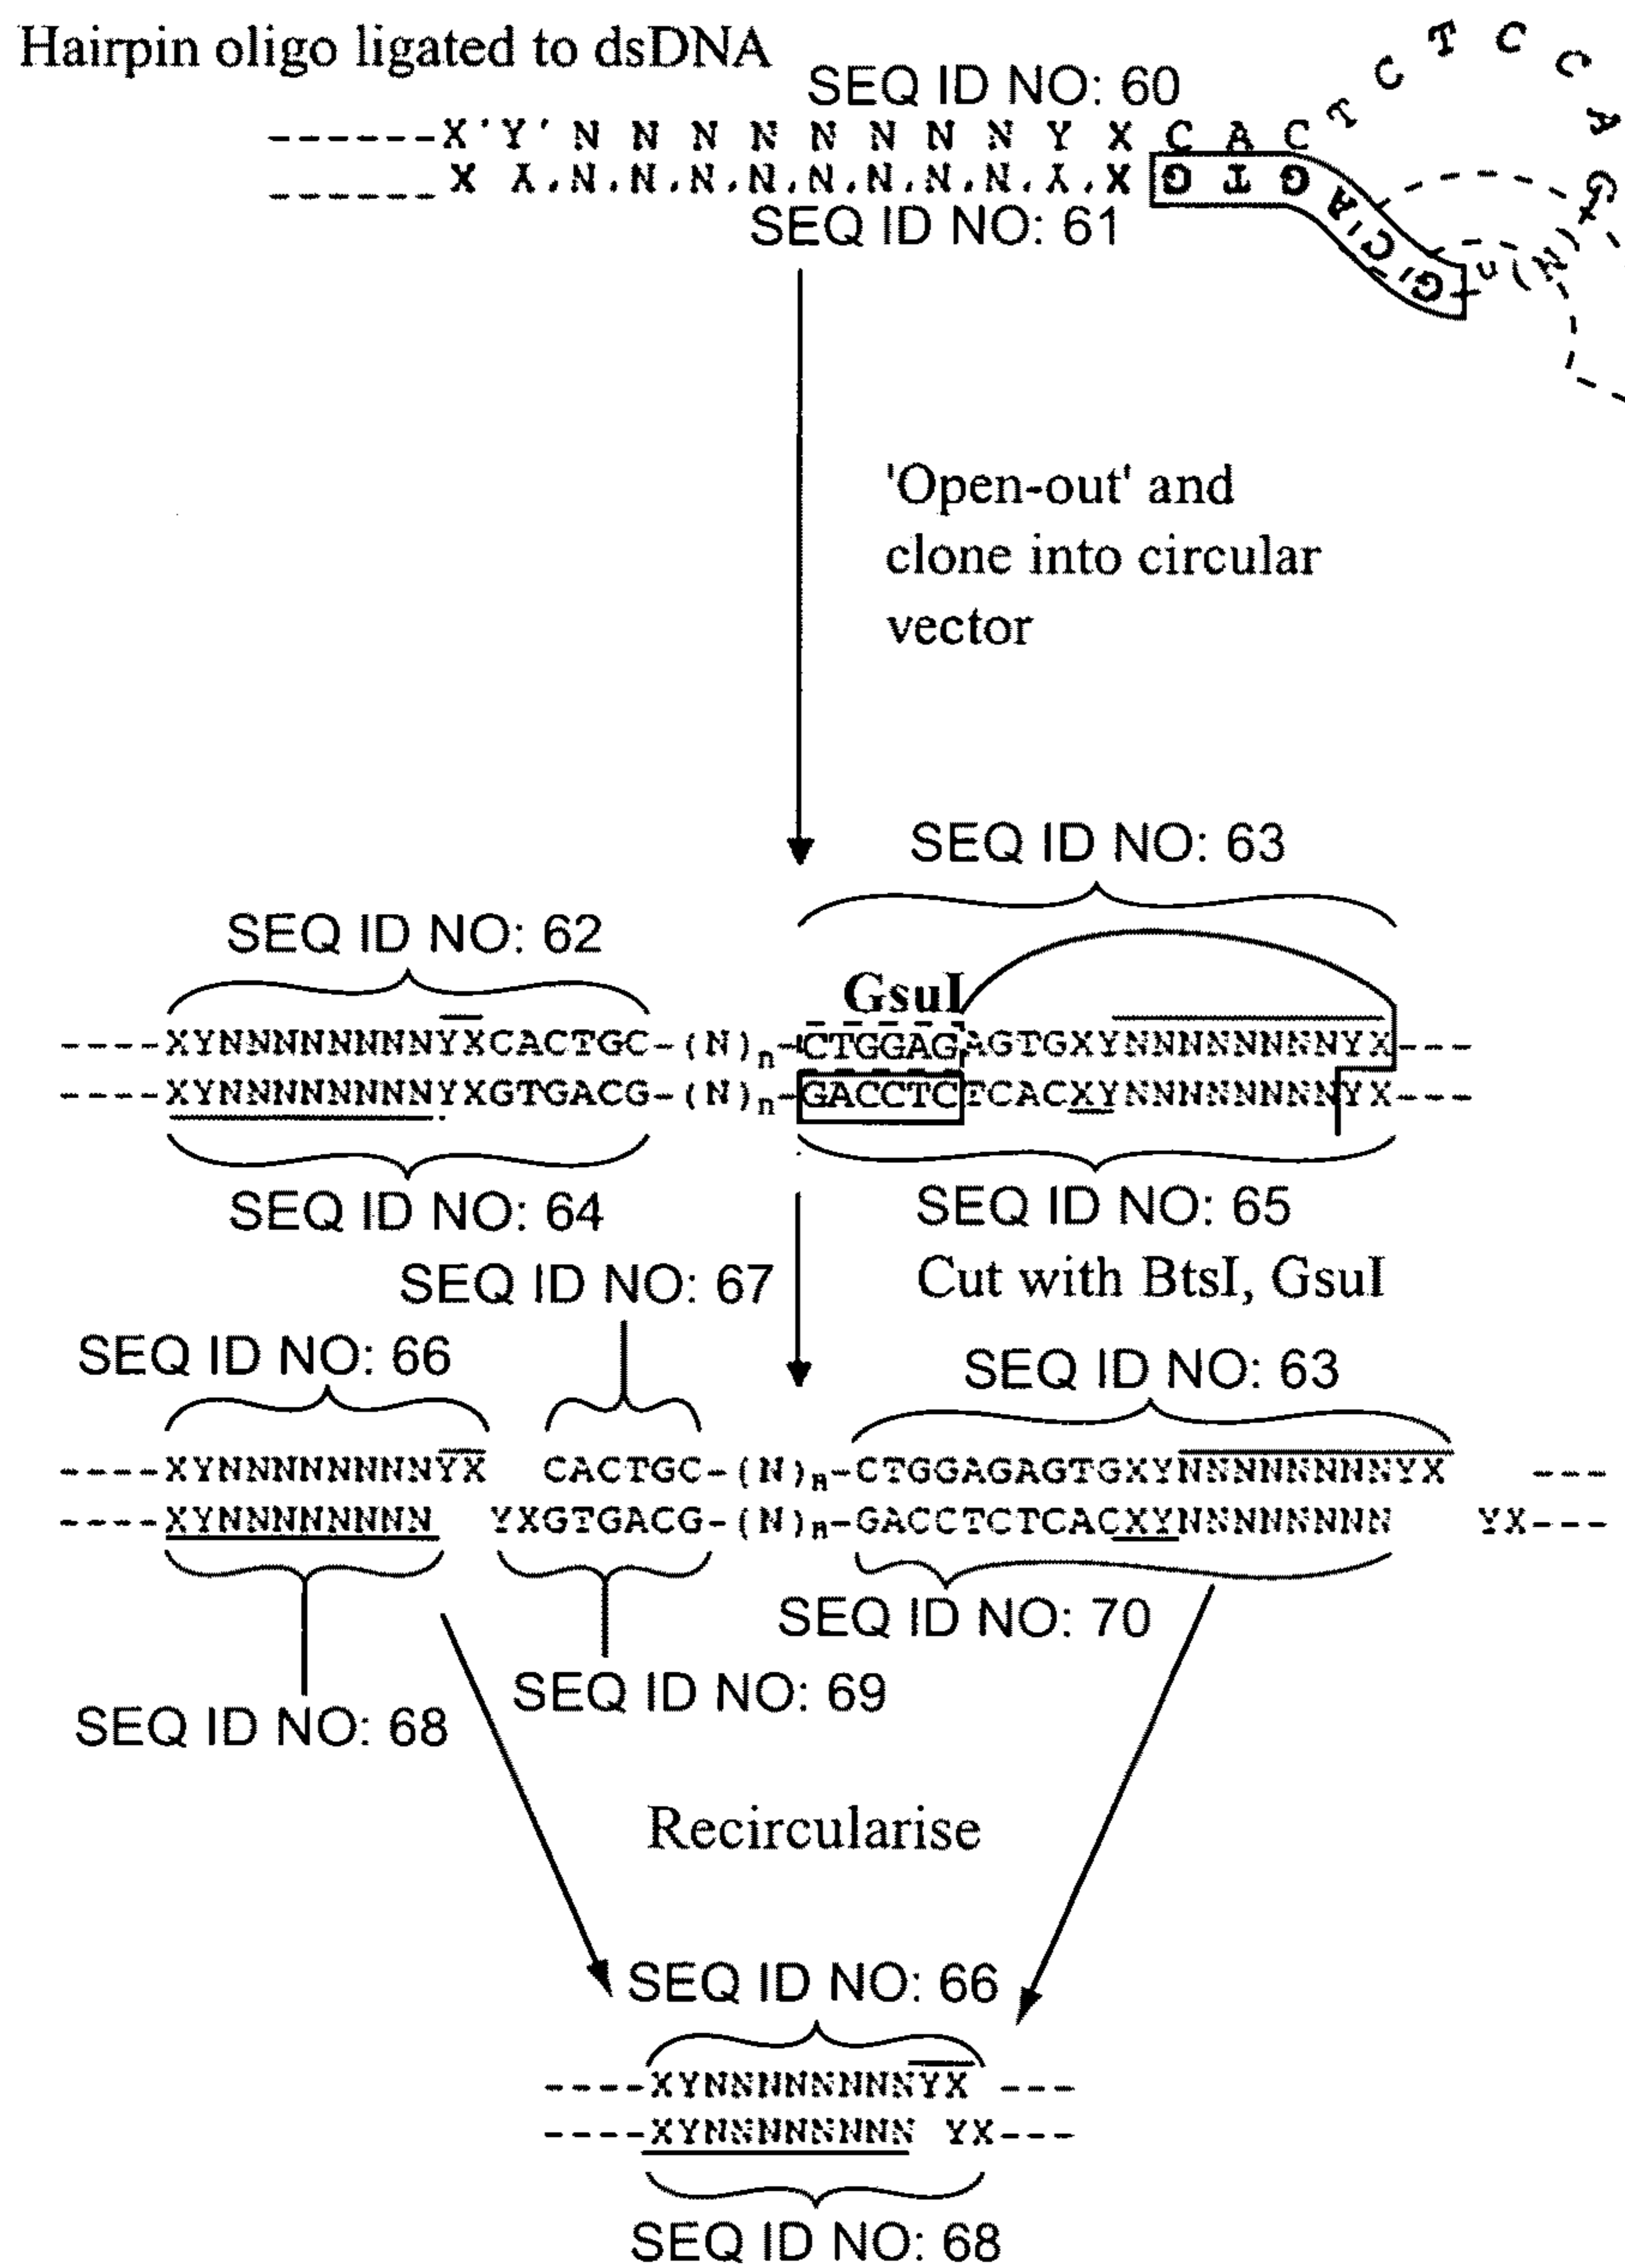 Hairpin oligo ligated to dsDNA
SEQ ID NO: 60
------X'Y' N N N N N N N N Y X C A C T C T C C A G
SEQ ID NO: 61
'Open-out' and
clone into circular
vector
SEQ ID NO: 63
SEQ ID NO: 62
GsuI
----XYNNNNNNNNYXCACTGC-(N)n-CTGGAGAGTGXYNNNNNNNNYX---
----XYNNNNNNNNYXGTGACG-(N)n-GACCTCTCACXYNNNNNNNNYX---
SEQ ID NO: 64
SEQ ID NO: 65
Cut with BtsI, GsuI
SEQ ID NO: 67
SEQ ID NO: 66
SEQ ID NO: 63
----XYNNNNNNNNYX CACTGC-(N)n-CTGGAGAGTGXYNNNNNNNNYX ---
----XYNNNNNNNN YXGTGACG-(N)n-GACCTCTCACXYNNNNNNNN YX---
SEQ ID NO: 70
SEQ ID NO: 69
SEQ ID NO: 68
Recircularise
SEQ ID NO: 66
----XYNNNNNNNNYX ---
----XYNNNNNNNN YX---
SEQ ID NO: 68